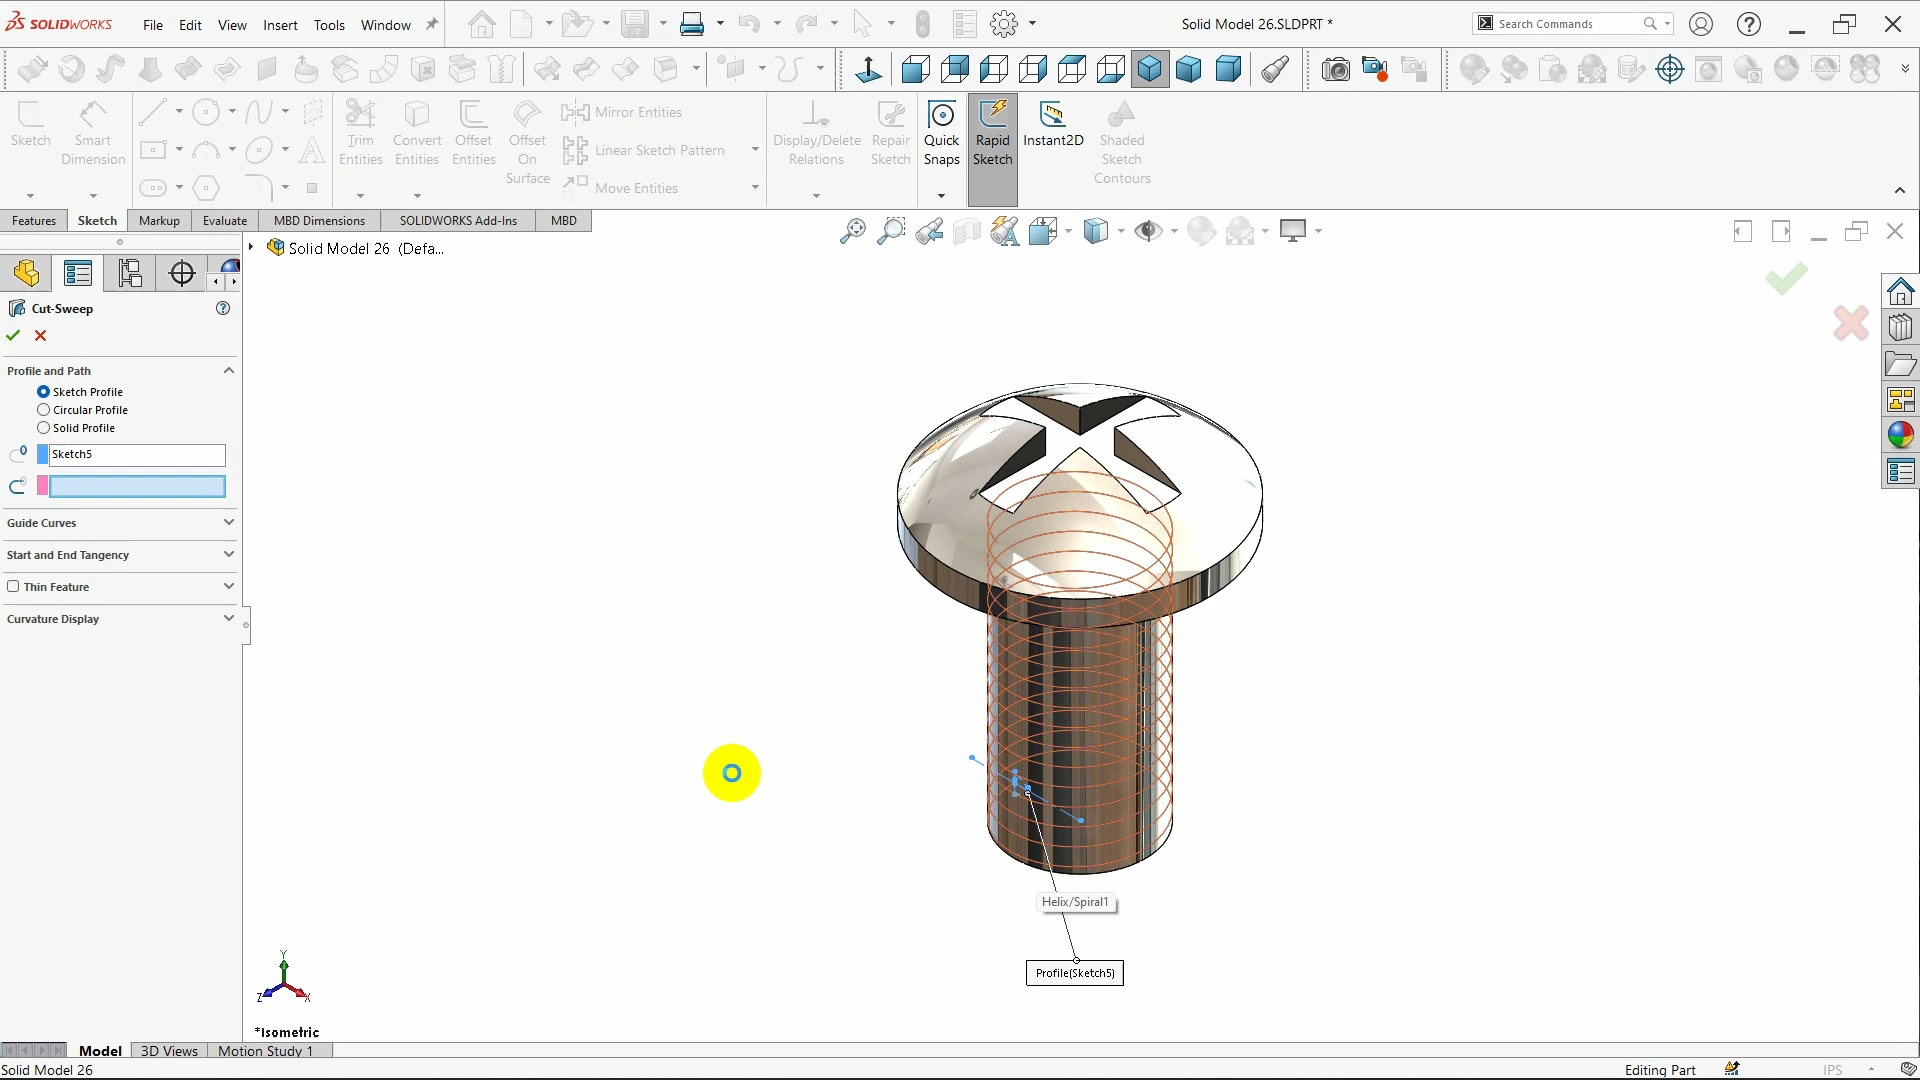 SOLIDWORKS File Edit View Insert Tools Window Solid Model 26.SLDPRT * Search Commands
Sketch
Smart
Dimension
Trim
Entities
Convert
Entities
Offset
Entities
Offset
On
Surface
Mirror Entities
Linear Sketch Pattern
Move Entities
Display/Delete
Relations
Repair
Sketch
Quick
Snaps
Rapid
Sketch
Instant2D
Shaded
Sketch
Contours
Features Sketch Markup Evaluate MBD Dimensions SOLIDWORKS Add-Ins MBD
Solid Model 26 (Defa...
Cut-Sweep
Profile and Path
Sketch Profile
Circular Profile
Solid Profile
Sketch5
Guide Curves
Start and End Tangency
Thin Feature
Curvature Display
Helix/Spiral1
Profile(Sketch5)
Y
Z
X
*Isometric
Model 3D Views Motion Study 1
Solid Model 26 Editing Part IPS